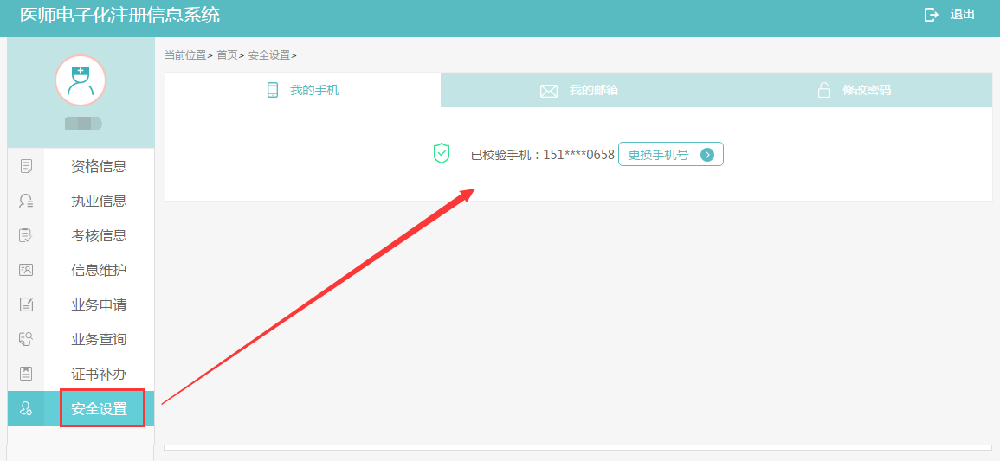 医师电子化注册信息系统
退出
当前位置> 首页> 安全设置>
我的手机
我的邮箱
修改密码
已校验手机：151****0658 更换手机号
资格信息
执业信息
考核信息
信息维护
业务申请
业务查询
证书补办
安全设置